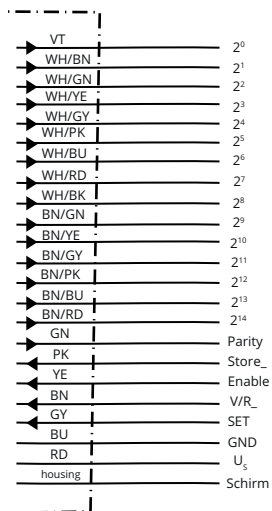 VT 2⁰
WH/BN 2¹
WH/GN 2²
WH/YE 2³
WH/GY 2⁴
WH/PK 2⁵
WH/BU 2⁶
WH/RD 2⁷
WH/BK 2⁸
BN/GN 2⁹
BN/YE 2¹⁰
BN/GY 2¹¹
BN/PK 2¹²
BN/BU 2¹³
BN/RD 2¹⁴
GN Parity
PK Store_
YE Enable
BN V/R_
GY SET
BU GND
RD Uₛ
housing Schirm